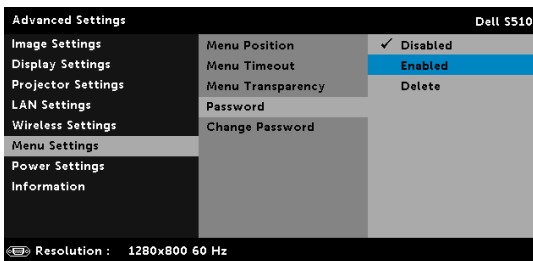 Advanced Settings
Dell S510
Image Settings
Display Settings
Projector Settings
LAN Settings
Wireless Settings
Menu Settings
Power Settings
Information
Menu Position
Menu Timeout
Menu Transparency
Password
Change Password
✓ Disabled
Enabled
Delete
Resolution : 1280x800 60 Hz